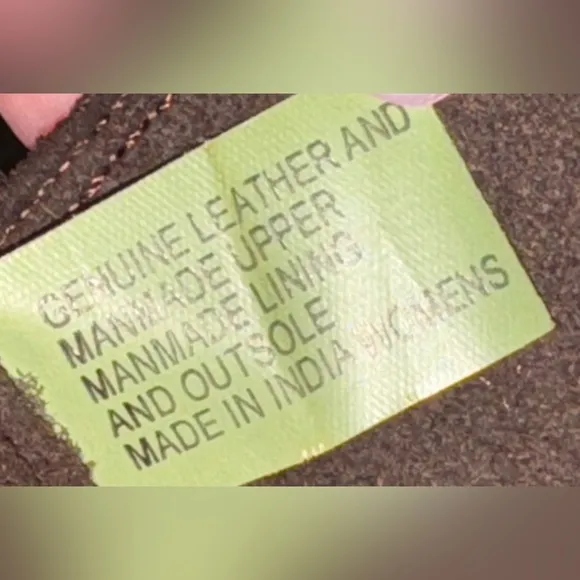 GENUINE LEATHER AND
MANMADE UPPER
MANMADE LINING
AND OUTSOLE
MADE IN INDIA WOMENS